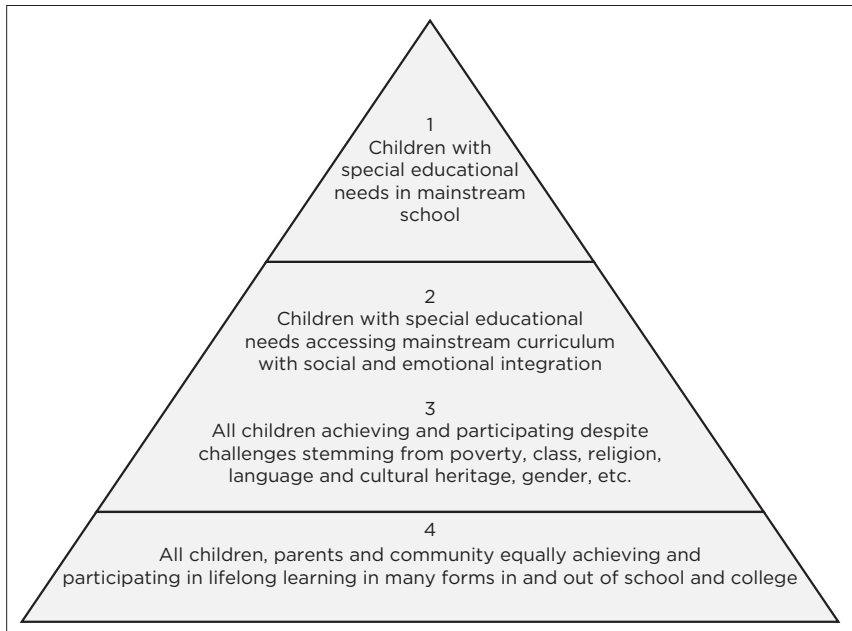 1
Children with
special educational
needs in mainstream
school
2
Children with special educational
needs accessing mainstream curriculum
with social and emotional integration
3
All children achieving and participating despite
challenges stemming from poverty, class, religion,
language and cultural heritage, gender, etc.
4
All children, parents and community equally achieving and
participating in lifelong learning in many forms in and out of school and college